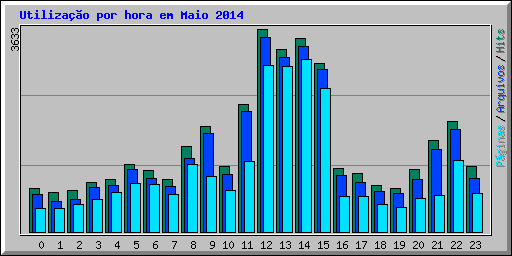 Utilização por hora em Maio 2014
3633
Páginas / Arquivos / Hits
0 1 2 3 4 5 6 7 8 9 10 11 12 13 14 15 16 17 18 19 20 21 22 23